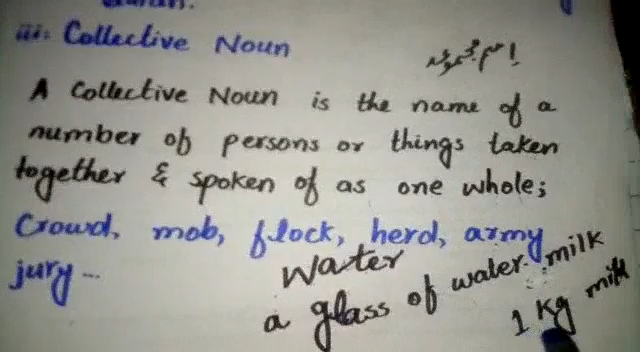 iii. Collective Noun
اسم مجموعہ
A Collective Noun is the name of a
number of persons or things taken
together & spoken of as one whole;
Crowd, mob, flock, herd, army
jury...
Water
a glass of water. milk
1 Kg milk